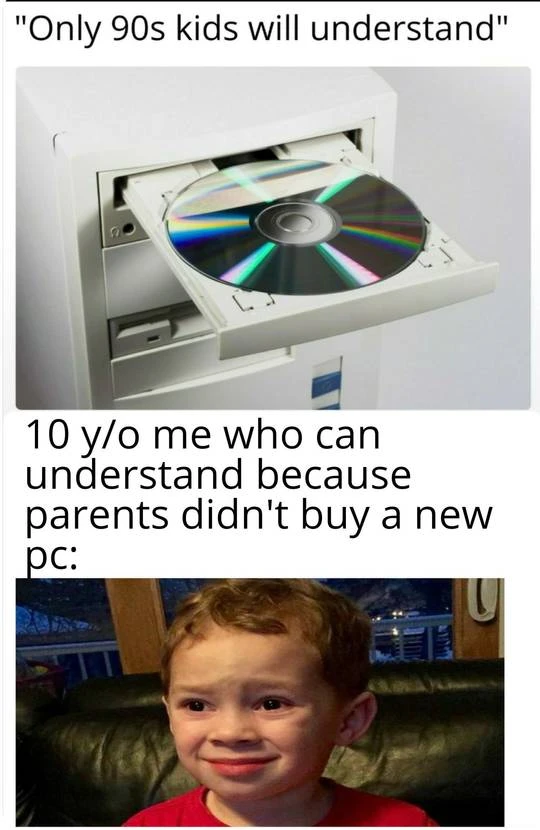 "Only 90s kids will understand"
10 y/o me who can
understand because
parents didn't buy a new
pc: